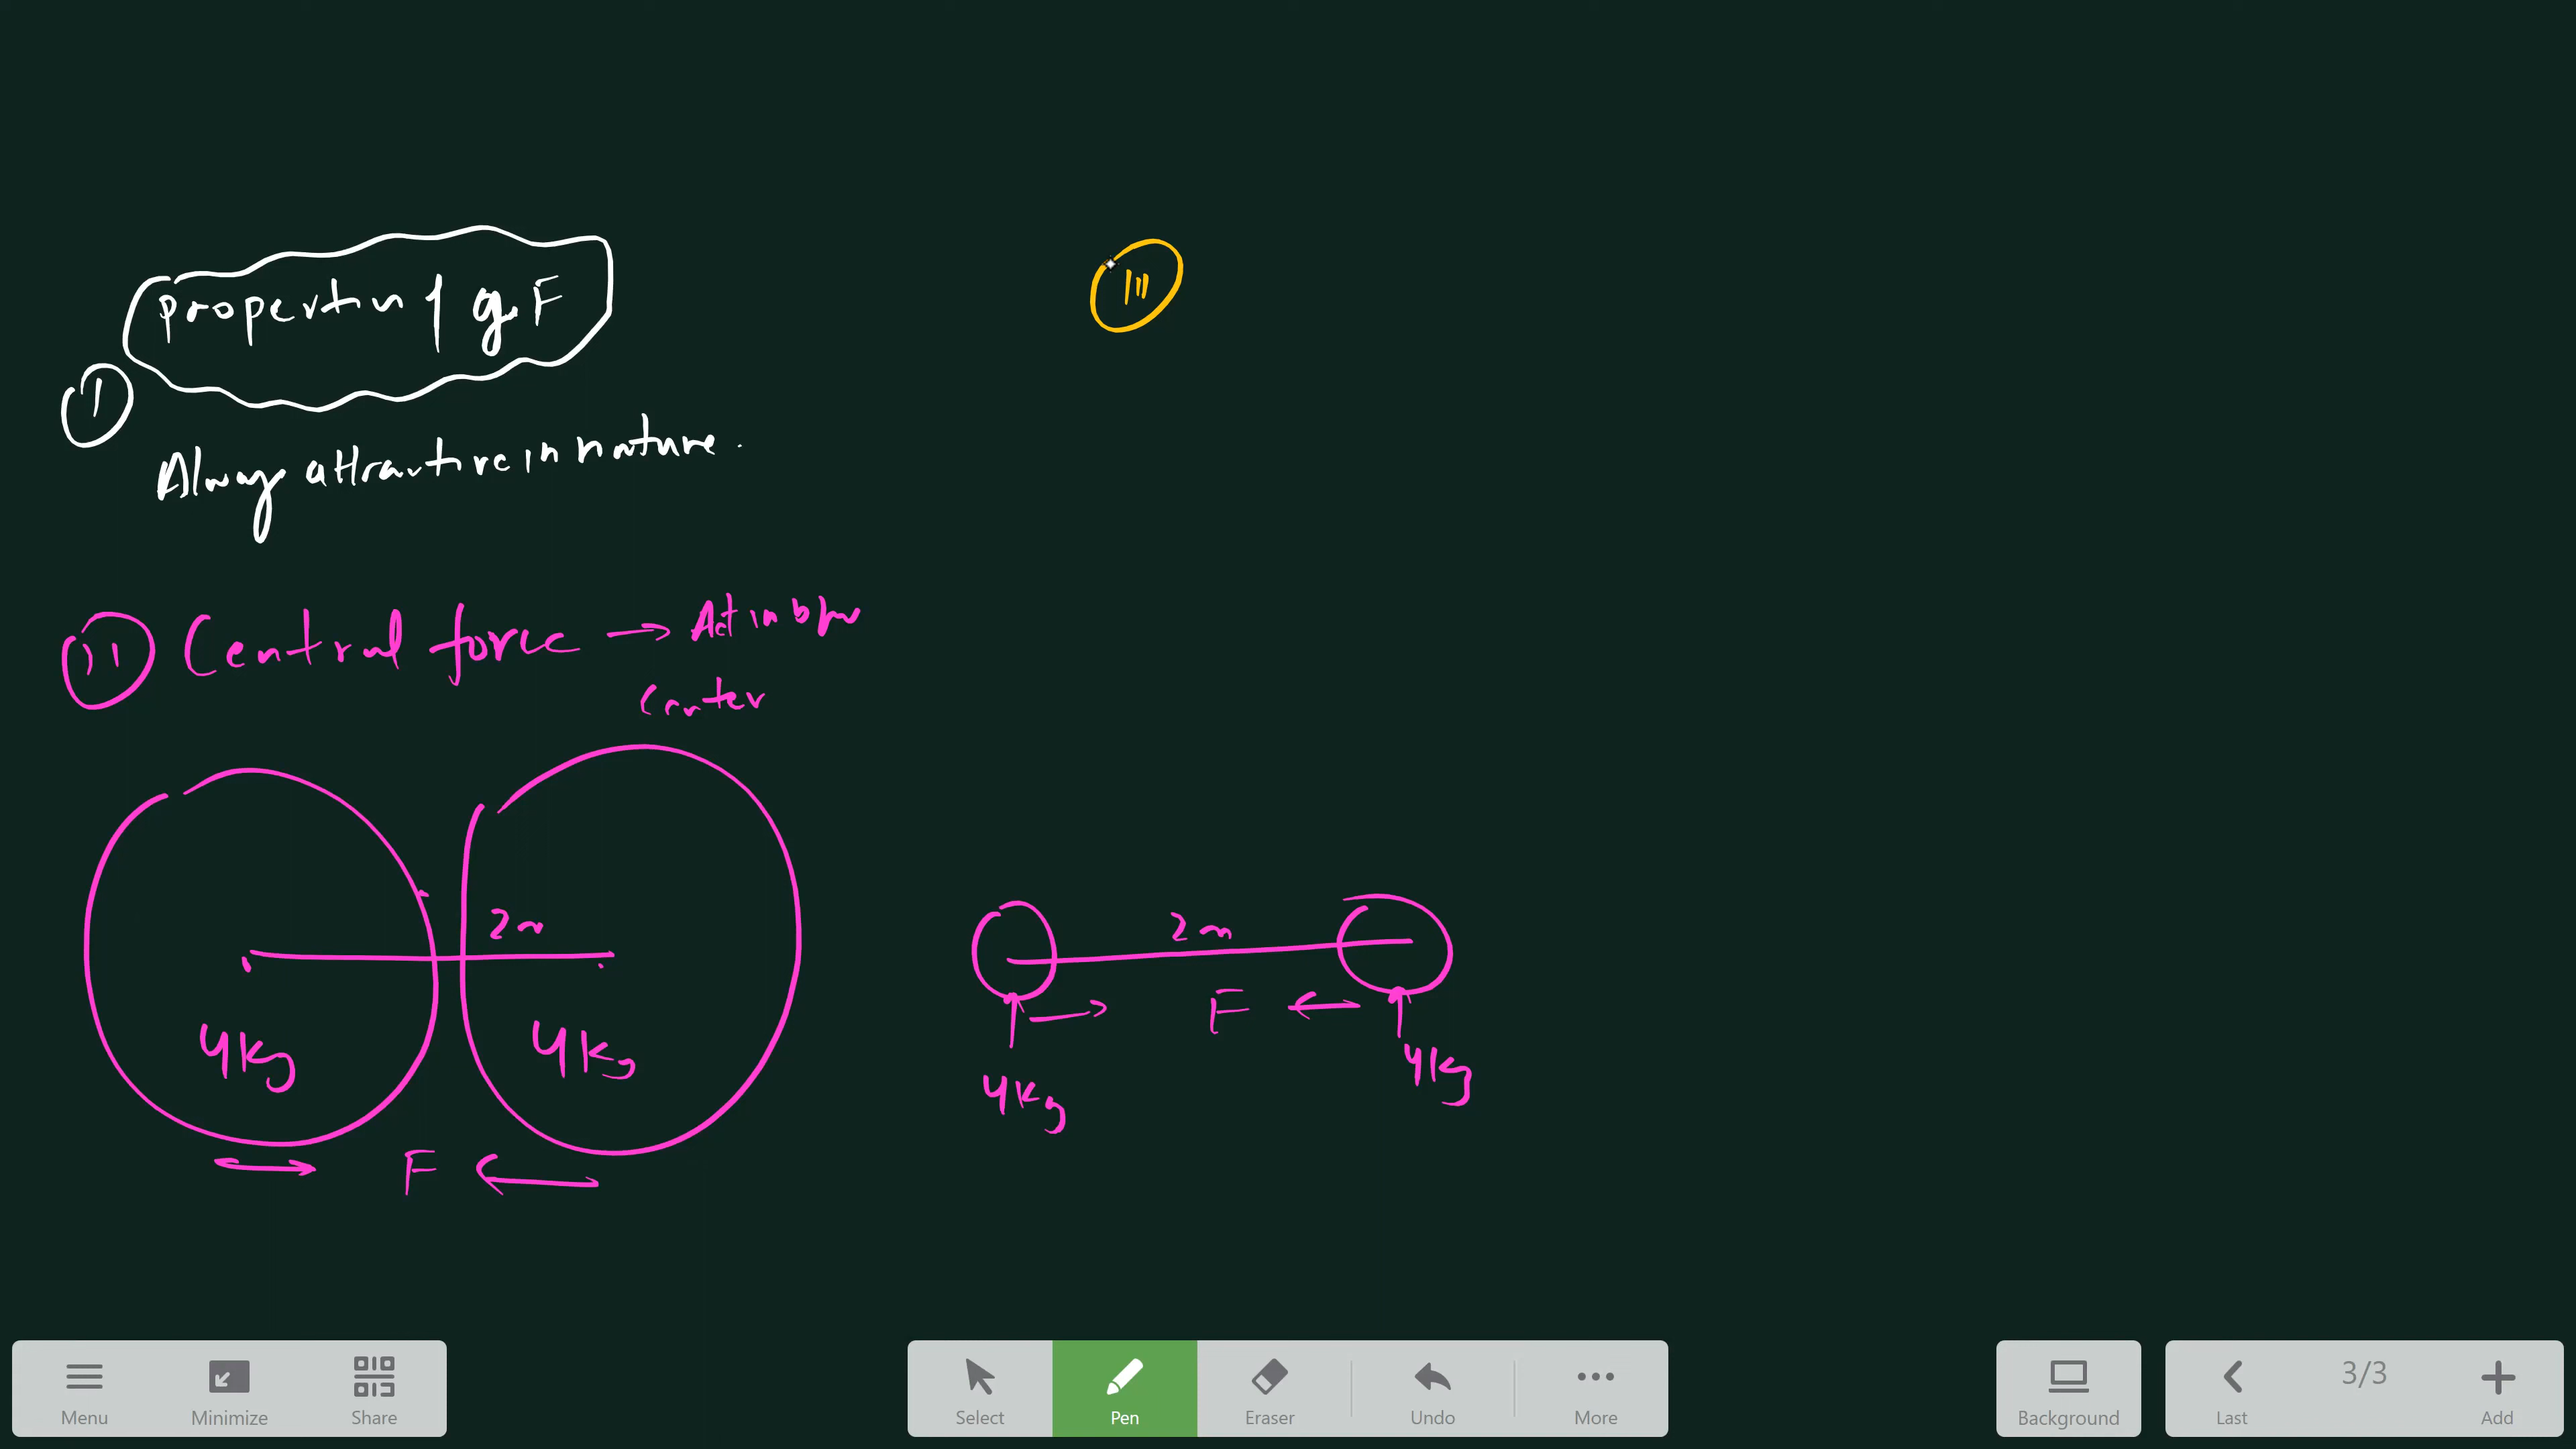 properties of g.F
I
Always attractive in nature.
II Central force → Act in b/w
Center
2m
4kg 4kg
F
III
2m
F
4kg
4kg
Menu Minimize Share
Select Pen Eraser Undo More
Background
3/3
Last Add